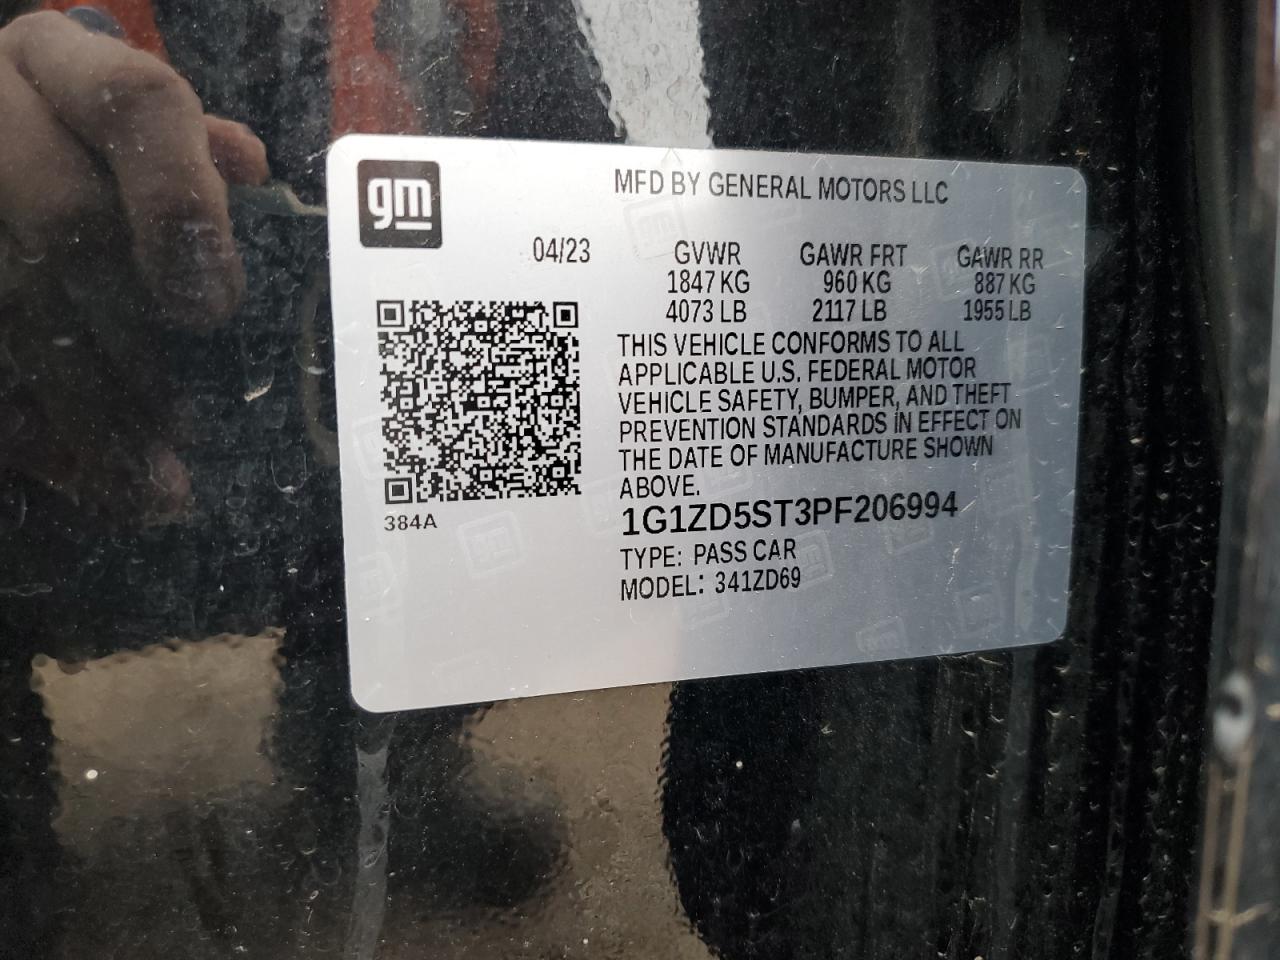 gm
MFD BY GENERAL MOTORS LLC
04/23 GVWR GAWR FRT GAWR RR
1847 KG 960 KG 887 KG
4073 LB 2117 LB 1955 LB
THIS VEHICLE CONFORMS TO ALL
APPLICABLE U.S. FEDERAL MOTOR
VEHICLE SAFETY, BUMPER, AND THEFT
PREVENTION STANDARDS IN EFFECT ON
THE DATE OF MANUFACTURE SHOWN
ABOVE.
384A
1G1ZD5ST3PF206994
TYPE: PASS CAR
MODEL: 341ZD69